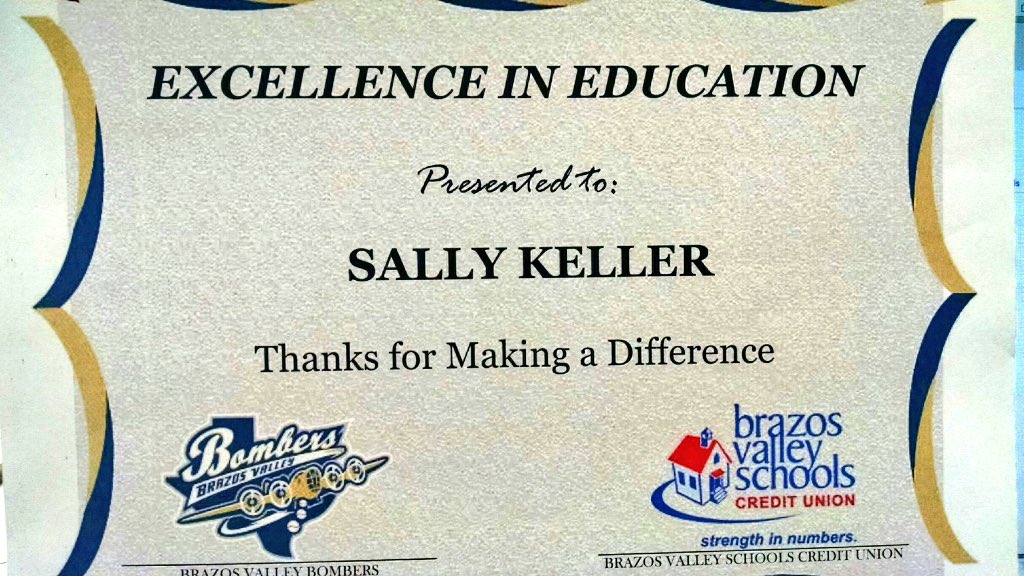 EXCELLENCE IN EDUCATION
Presented to:
SALLY KELLER
Thanks for Making a Difference
Bombers
BRAZOS VALLEY
brazos
valley
schools
CREDIT UNION
strength in numbers.
BRAZOS VALLEY BOMBERS
BRAZOS VALLEY SCHOOLS CREDIT UNION